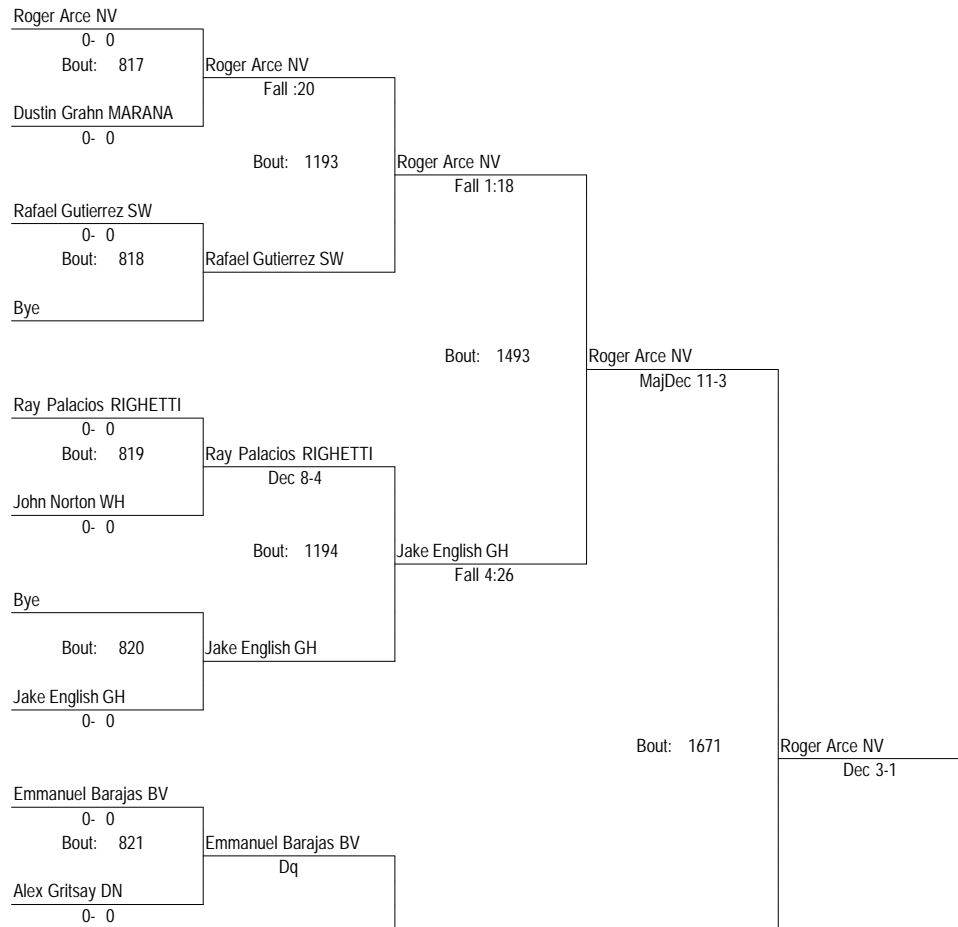 Roger Arce NV
0- 0
Bout: 817
Roger Arce NV
Fall :20
Dustin Grahn MARANA
0- 0
Bout: 1193
Roger Arce NV
Fall 1:18
Rafael Gutierrez SW
0- 0
Bout: 818
Rafael Gutierrez SW
Bye
Bout: 1493
Roger Arce NV
MajDec 11-3
Ray Palacios RIGHETTI
0- 0
Bout: 819
Ray Palacios RIGHETTI
Dec 8-4
John Norton WH
0- 0
Bout: 1194
Jake English GH
Fall 4:26
Bye
Bout: 820
Jake English GH
Jake English GH
0- 0
Bout: 1671
Roger Arce NV
Dec 3-1
Emmanuel Barajas BV
0- 0
Bout: 821
Emmanuel Barajas BV
Dq
Alex Gritsay DN
0- 0